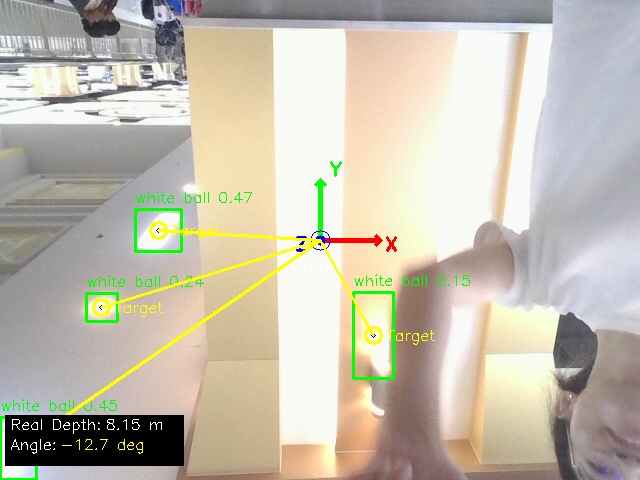 Y
white ball 0.47
Target
X
white ball 0.24
Target
white ball 0.15
Target
white ball 0.45
Real Depth: 8.15 m
Angle: -12.7 deg